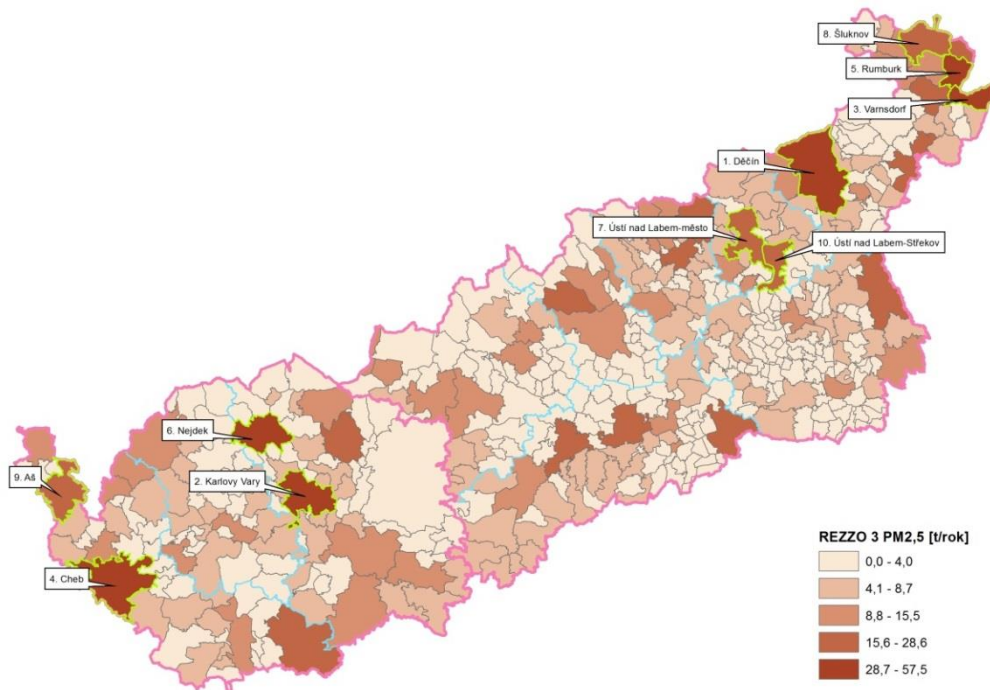 8. Šluknov
5. Rumburk
3. Varnsdorf
1. Děčín
7. Ústí nad Labem-město
10. Ústí nad Labem-Střekov
6. Nejdek
9. Aš
2. Karlovy Vary
4. Cheb
REZZO 3 PM2,5 [t/rok]
0,0 - 4,0
4,1 - 8,7
8,8 - 15,5
15,6 - 28,6
28,7 - 57,5